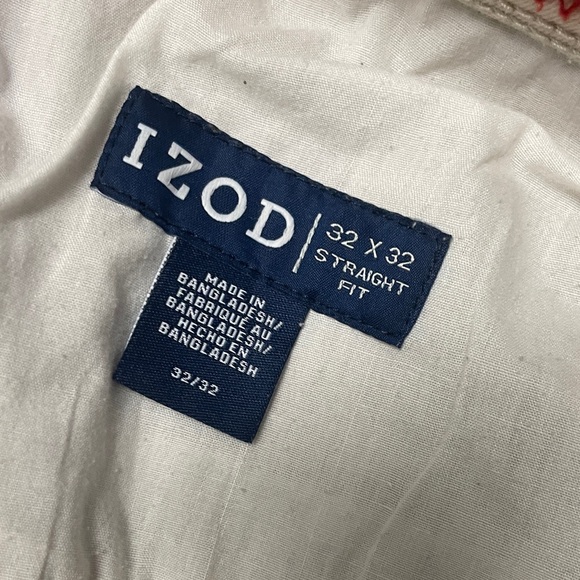 IZOD
32 X 32
STRAIGHT
FIT
MADE IN
BANGLADESH/
FABRIQUÉ AU
BANGLADESH/
HECHO EN
BANGLADESH
32/32